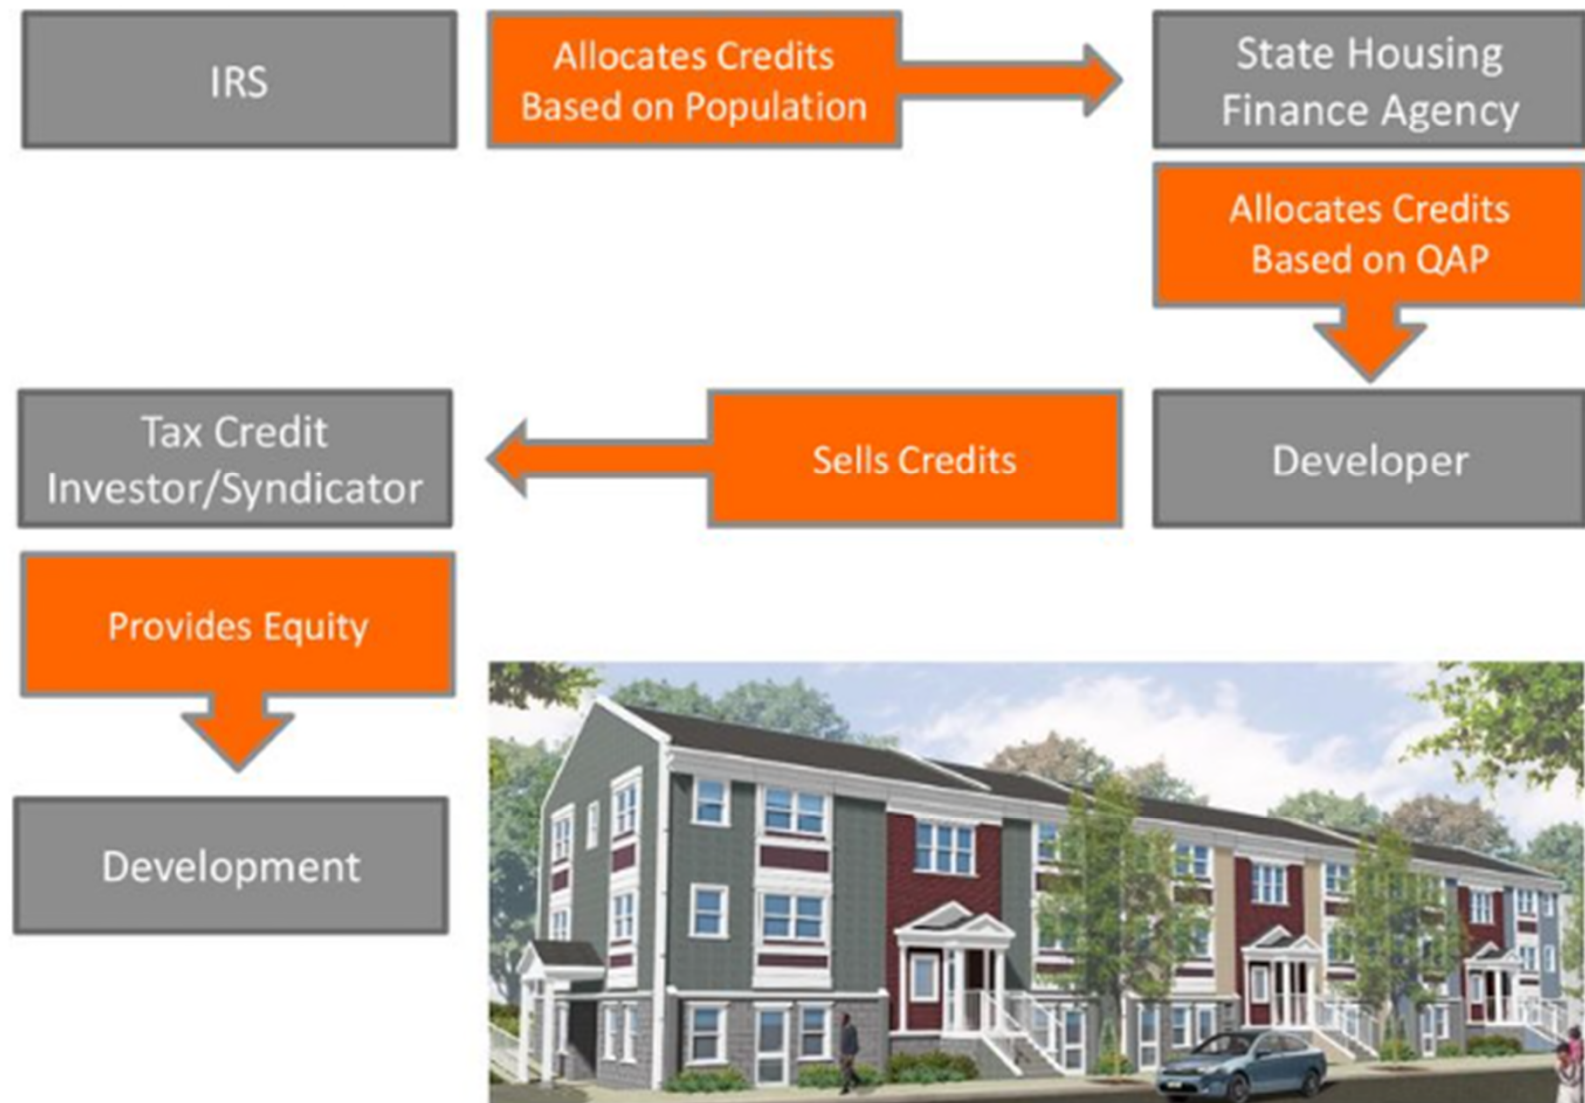 IRS
Allocates Credits
Based on Population
State Housing
Finance Agency
Allocates Credits
Based on QAP
Developer
Sells Credits
Tax Credit
Investor/Syndicator
Provides Equity
Development